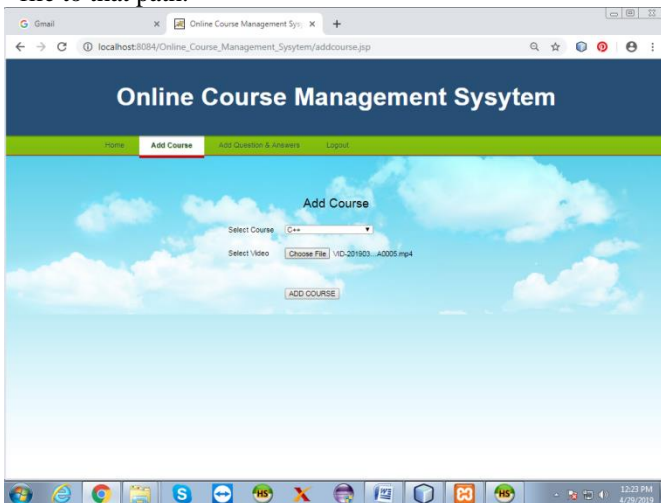 file to that path.
Gmail
Online Course Management Sys
localhost:8084/Online_Course_Management_Sysytem/addcourse.jsp
Online Course Management Sysytem
Home Add Course Add Question & Answers Logout
Add Course
Select Course C++
Select Video Choose File VID-201903...A0005.mp4
ADD COURSE
12:23 PM
4/29/2019